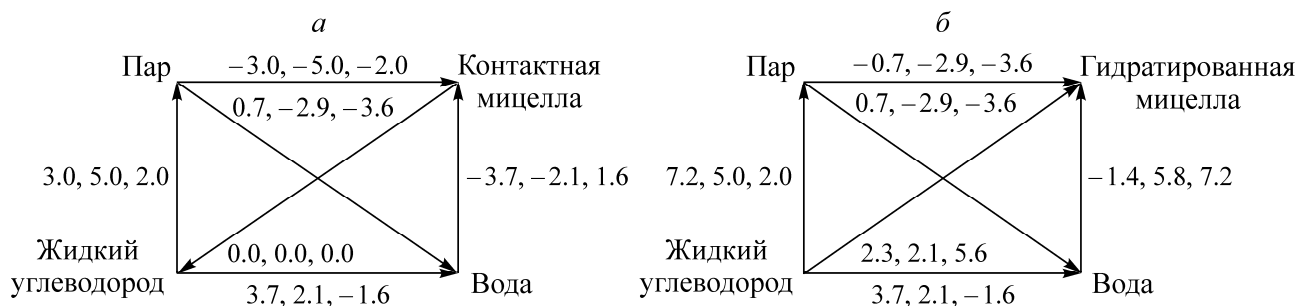 а
Пар
−3.0, −5.0, −2.0
Контактная
мицелла
0.7, −2.9, −3.6
3.0, 5.0, 2.0
−3.7, −2.1, 1.6
Жидкий
углеводород
0.0, 0.0, 0.0
Вода
3.7, 2.1, −1.6
б
Пар
−0.7, −2.9, −3.6
Гидратированная
мицелла
0.7, −2.9, −3.6
7.2, 5.0, 2.0
−1.4, 5.8, 7.2
Жидкий
углеводород
2.3, 2.1, 5.6
Вода
3.7, 2.1, −1.6